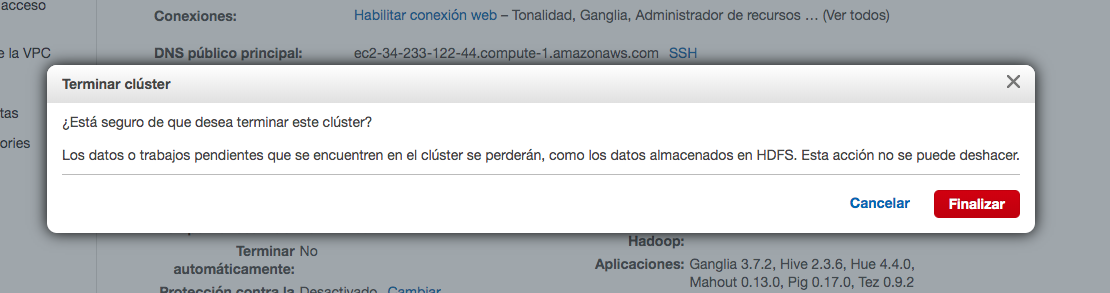 acceso
Conexiones: Habilitar conexión web – Tonalidad, Ganglia, Administrador de recursos ... (Ver todos)
e la VPC
DNS público principal: ec2-34-233-122-44.compute-1.amazonaws.com SSH
Terminar clúster
tas
¿Está seguro de que desea terminar este clúster?
ories
Los datos o trabajos pendientes que se encuentren en el clúster se perderán, como los datos almacenados en HDFS. Esta acción no se puede deshacer.
Cancelar Finalizar
Terminar automáticamente: No
Protección contra la Desactivado Cambiar
Hadoop:
Aplicaciones: Ganglia 3.7.2, Hive 2.3.6, Hue 4.4.0,
Mahout 0.13.0, Pig 0.17.0, Tez 0.9.2